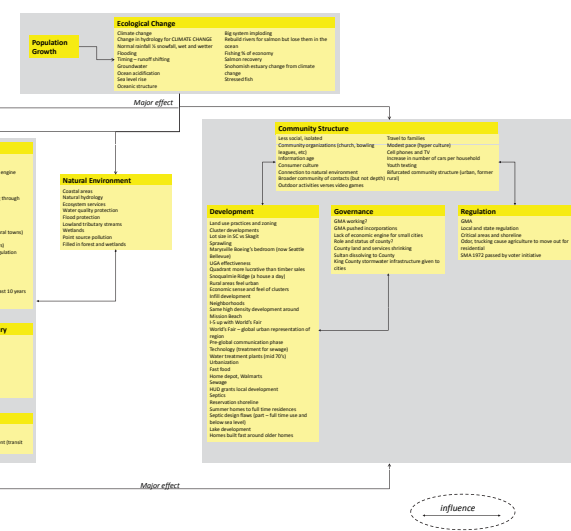 Ecological Change
Population
Growth
Climate change
Change in hydrology for CLIMATE CHANGE
Normal rainfall ½ snowfall, wet and wetter
Flooding
Timing – runoff shifting
Groundwater
Ocean acidification
Sea level rise
Oceanic structure
Big system imploding
Rebuild rivers for salmon but lose them in the
ocean
Fishing % of economy
Salmon recovery
Snohomish estuary change from climate
change
Stressed fish
Major effect
Community Structure
Less social, isolated
Community organizations (church, bowling
leagues, etc)
Information age
Consumer culture
Connection to natural environment
Broader community of contacts (but not depth)
Outdoor activities verses video games
Travel to families
Modest pace (hyper culture)
Cell phones and TV
Increase in number of cars per household
Youth texting
Bifurcated community structure (urban, former
rural)
engine
through
ral towns)
s)
gulation
ast 10 years
Natural Environment
Coastal areas
Natural hydrology
Ecosystem services
Water quality protection
Flood protection
Lowland tributary streams
Wetlands
Point source pollution
Filled in forest and wetlands
Development
Land use practices and zoning
Cluster developments
Lot size in SC vs Skagit
Sprawling
Marysville Boeing's bedroom (now Seattle
Bellevue)
UGA effectiveness
Quadrant more lucrative than timber sales
Snoqualmie Ridge (a house a day)
Rural areas feel urban
Economic sense and feel of clusters
Infill development
Neighborhoods
Some high density development around
Mission Beach
I-5 up with World's Fair
World's Fair – global urban representation of
region
Pre-global communication phase
Technology (treatment for sewage)
Water treatment plants (mid 70's)
Urbanization
Fast food
Home depot, Walmarts
Sewage
HUD grants local development
Septics
Reservation shoreline
Summer homes to full time residences
Septic design flaws (part – full time use and
below sea level)
Lake development
Homes built fast around older homes
Governance
GMA working?
GMA pushed incorporations
Lack of economic engine for small cities
Role and status of county?
County land and services shrinking
Sultan dissolving to County
King County stormwater infrastructure given to
cities
Regulation
GMA
Local and state regulation
Critical areas and shoreline
Odor, trucking cause agriculture to move out for
residential
SMA 1972 passed by voter initiative
ry
nt (transit
Major effect
influence